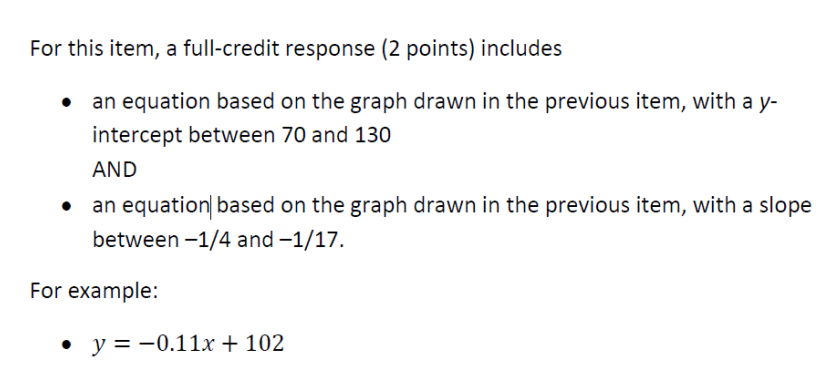 For this item, a full-credit response (2 points) includes
• an equation based on the graph drawn in the previous item, with a y-
intercept between 70 and 130
AND
• an equation based on the graph drawn in the previous item, with a slope
between –1/4 and –1/17.
For example:
• y = −0.11x + 102